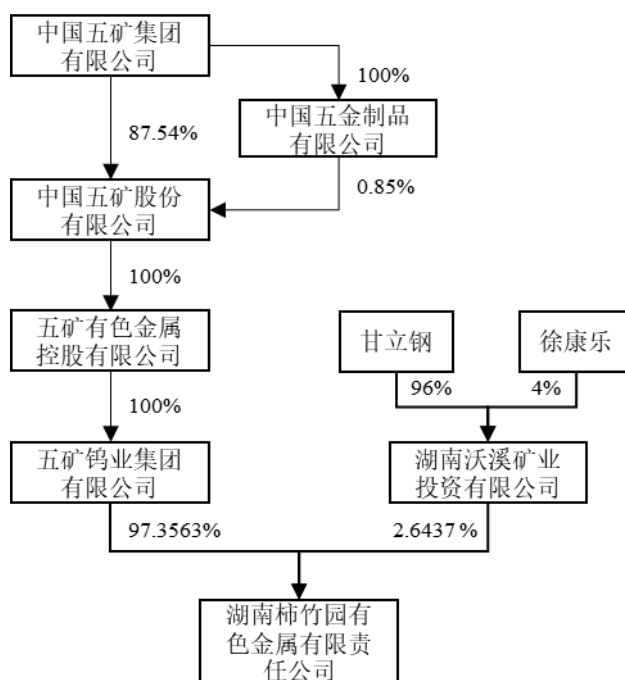 中国五矿集团
有限公司
100%
中国五金制品
有限公司
87.54%
0.85%
中国五矿股份
有限公司
100%
五矿有色金属
控股有限公司
甘立钢
徐康乐
96%
4%
100%
五矿钨业集团
有限公司
湖南沃溪矿业
投资有限公司
97.3563%
2.6437%
湖南柿竹园有
色金属有限责
任公司